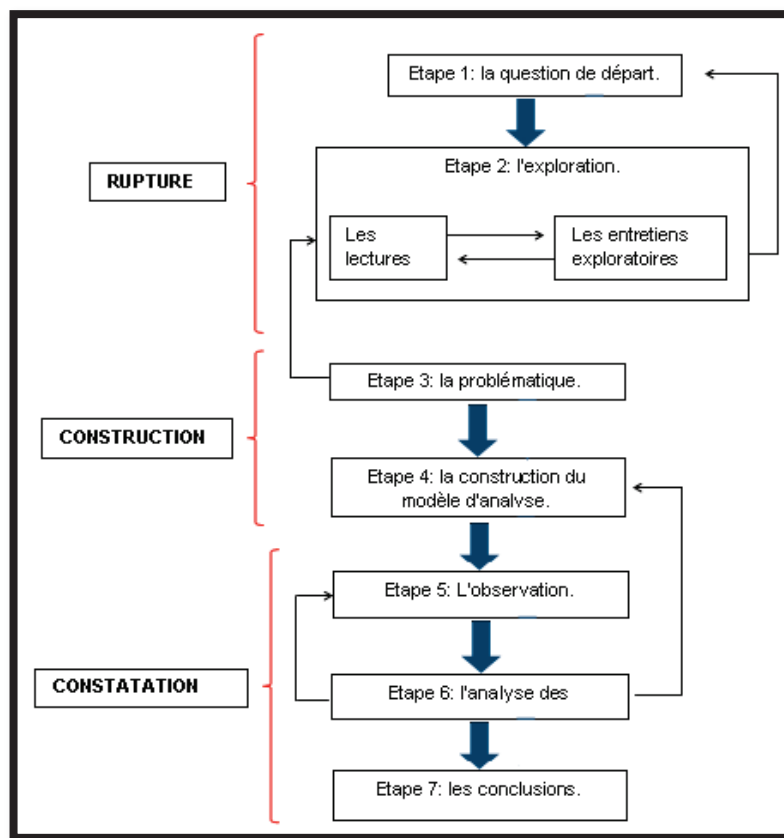 Etape 1: la question de départ.
RUPTURE
Etape 2: l'exploration.
Les
lectures
Les entretiens
exploratoires
Etape 3: la problématique.
CONSTRUCTION
Etape 4: la construction du
modèle d'analyse.
Etape 5: L'observation.
CONSTATATION
Etape 6: l'analyse des
Etape 7: les conclusions.